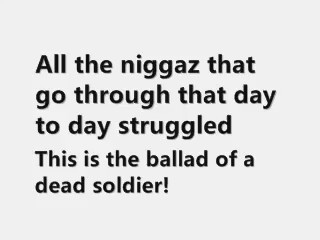 All the niggaz that
go through that day
to day struggled
This is the ballad of a
dead soldier!